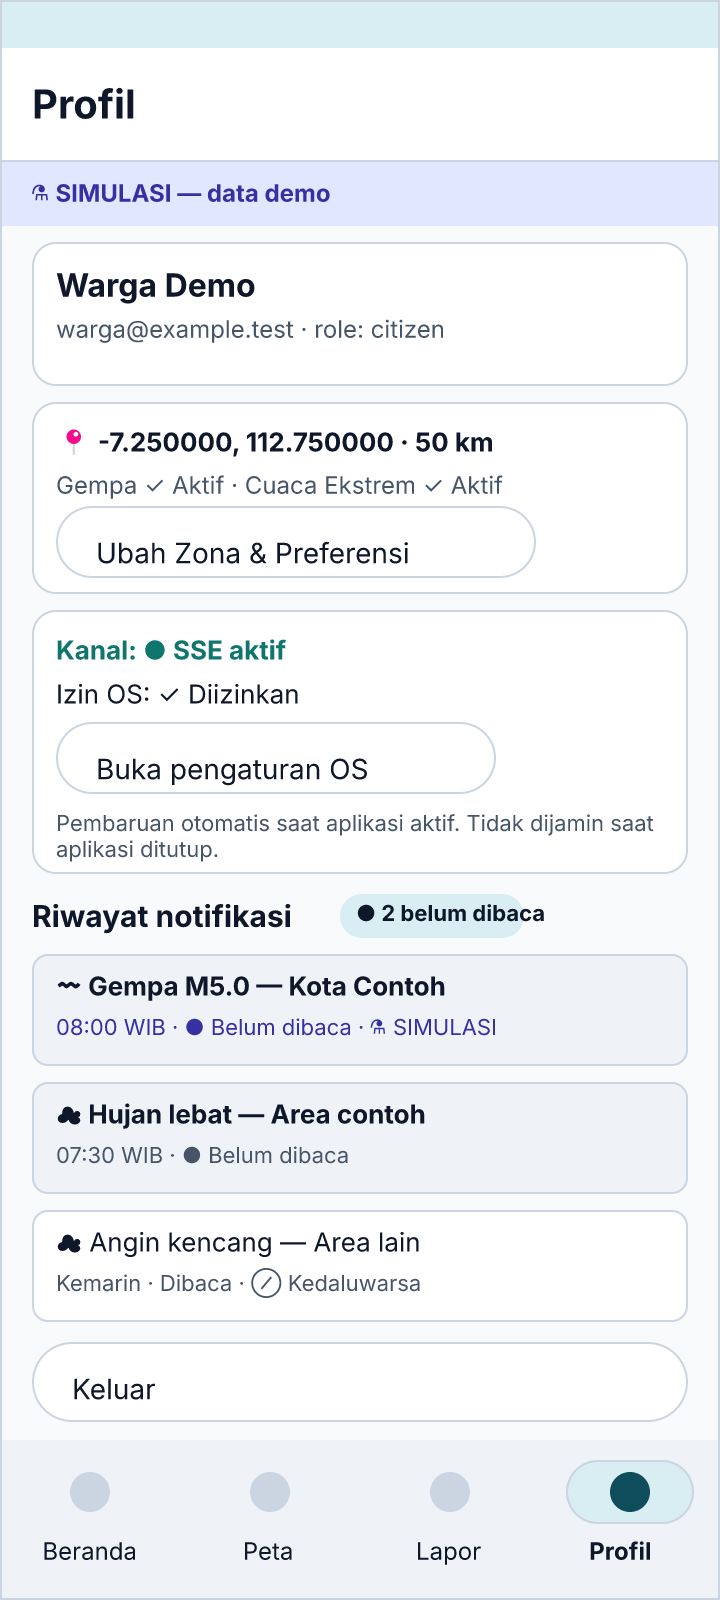 Profil
⚗ SIMULASI — data demo
Warga Demo
warga@example.test · role: citizen
📍 -7.250000, 112.750000 · 50 km
Gempa ✓ Aktif · Cuaca Ekstrem ✓ Aktif
Ubah Zona & Preferensi
Kanal: ● SSE aktif
Izin OS: ✓ Diizinkan
Buka pengaturan OS
Pembaruan otomatis saat aplikasi aktif. Tidak dijamin saat
aplikasi ditutup.
Riwayat notifikasi
● 2 belum dibaca
Gempa M5.0 — Kota Contoh
08:00 WIB · ● Belum dibaca · ⚗ SIMULASI
Hujan lebat — Area contoh
07:30 WIB · ● Belum dibaca
Angin kencang — Area lain
Kemarin · Dibaca · Kedaluwarsa
Keluar
Beranda
Peta
Lapor
Profil